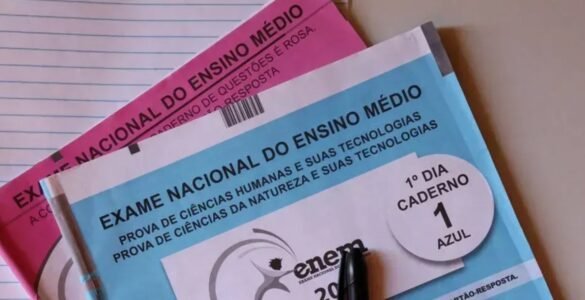 EXAME NACIONAL DO ENSINO MÉDIO
CADERNO DE QUESTÕES É ROSA.
RESPOSTA
EXAME NACIONAL DO ENSINO MÉDIO
PROVA DE CIÊNCIAS HUMANAS E SUAS TECNOLOGIAS
PROVA DE CIÊNCIAS DA NATUREZA E SUAS TECNOLOGIAS
1º DIA
CADERNO
1
AZUL
enem
20